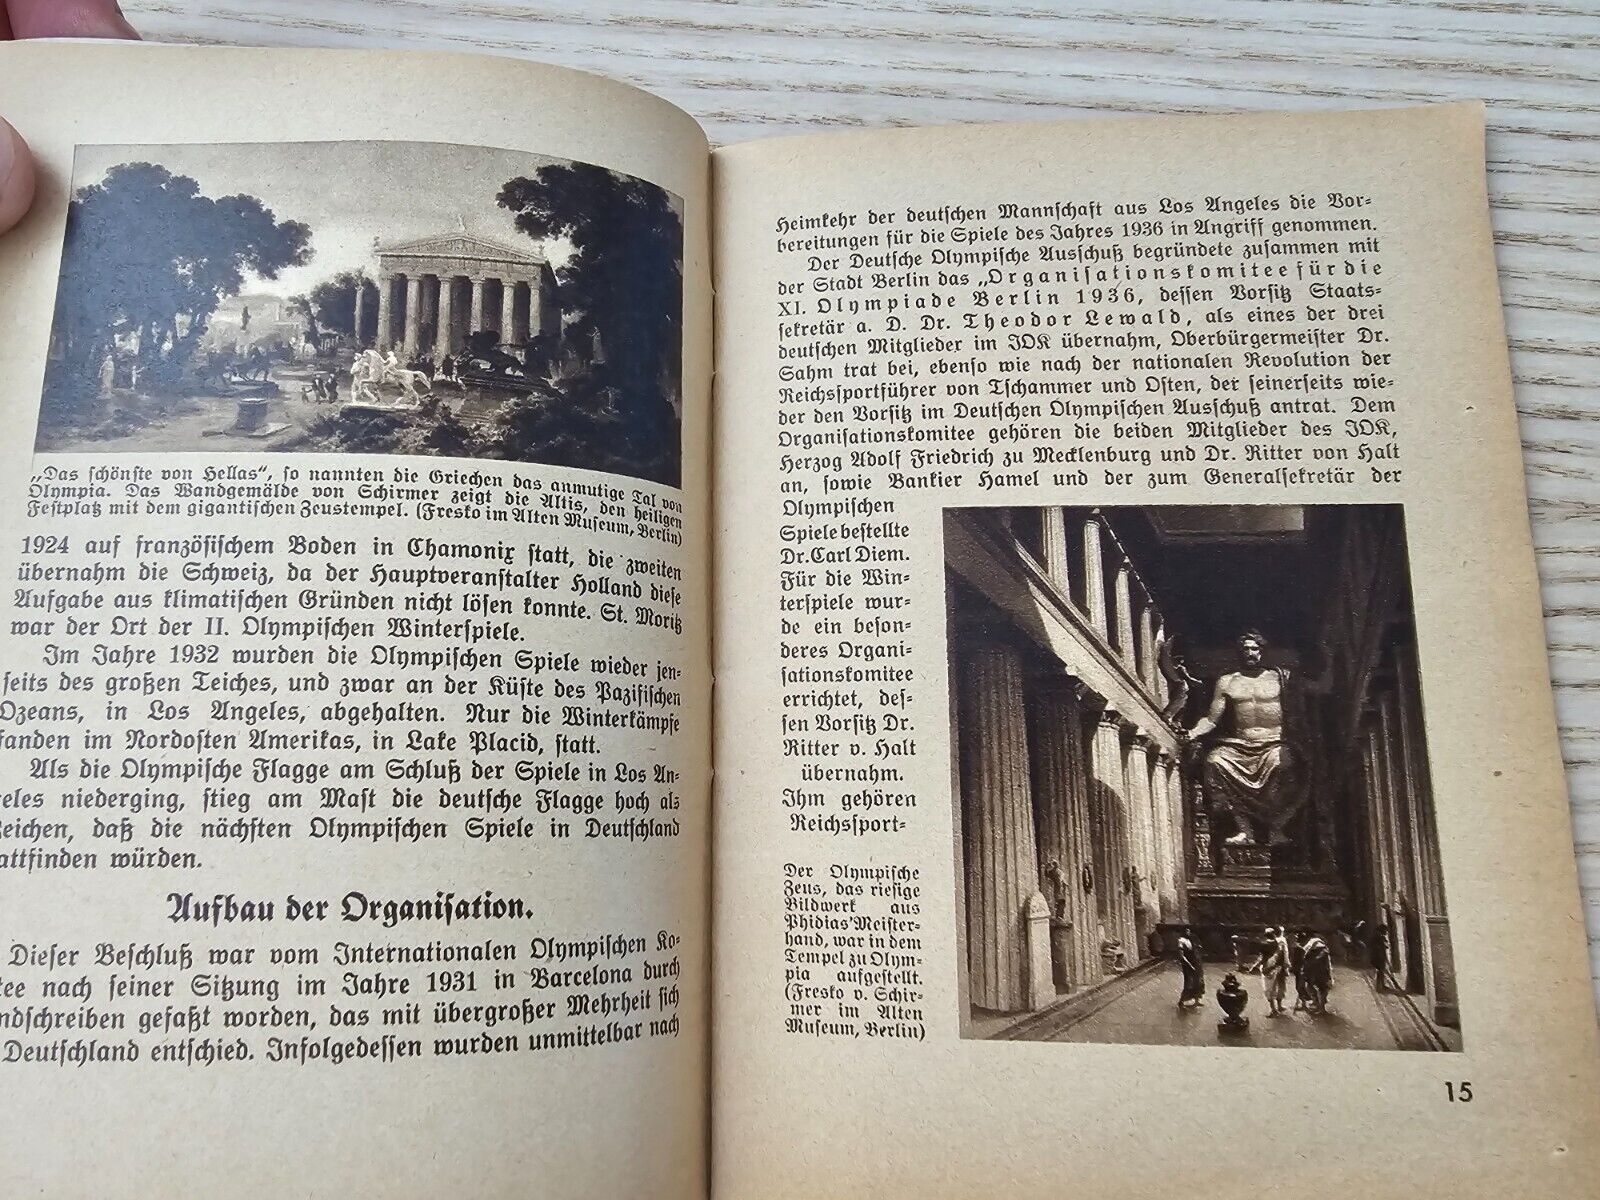 „Das schönste von Hellas“, so nannten die Griechen das anmutige Tal von
Olympia. Das Wandgemälde von Schirmer zeigt die Altis, den heiligen
Festplatz mit dem gigantischen Zeustempel. (Fresko im Alten Museum, Berlin)
1924 auf französischem Boden in Chamonix statt, die zweiten
übernahm die Schweiz, da der Hauptveranstalter Holland diese
Aufgabe aus klimatischen Gründen nicht lösen konnte. St. Moritz
war der Ort der II. Olympischen Winterspiele.
Im Jahre 1932 wurden die Olympischen Spiele wieder jen-
seits des großen Teiches, und zwar an der Küste des Pazifischen
Ozeans, in Los Angeles, abgehalten. Nur die Winterkämpfe
fanden im Nordosten Amerikas, in Lake Placid, statt.
Als die Olympische Flagge am Schluß der Spiele in Los An-
geles niederging, stieg am Mast die deutsche Flagge hoch als
Zeichen, daß die nächsten Olympischen Spiele in Deutschland
attfinden würden.
Aufbau der Organisation.
Dieser Beschluß war vom Internationalen Olympischen Ko-
tee nach seiner Sitzung im Jahre 1931 in Barcelona durch
ndschreiben gefaßt worden, das mit übergroßer Mehrheit sich
Deutschland entschied. Infolgedessen wurden unmittelbar nach
Heimkehr der deutschen Mannschaft aus Los Angeles die Vor-
bereitungen für die Spiele des Jahres 1936 in Angriff genommen.
Der Deutsche Olympische Ausschuß begründete zusammen mit
der Stadt Berlin das „Organisationskomitee für die
XI. Olympiade Berlin 1936, dessen Vorsitz Staats-
sekretär a. D. Dr. Theodor Lewald, als eines der drei
deutschen Mitglieder im IOK übernahm, Oberbürgermeister Dr.
Sahm trat bei, ebenso wie nach der nationalen Revolution der
Reichssportführer von Tschammer und Osten, der seinerseits wie-
der den Vorsitz im Deutschen Olympischen Ausschuß antrat. Dem
Organisationskomitee gehören die beiden Mitglieder des IOK,
Herzog Adolf Friedrich zu Mecklenburg und Dr. Ritter von Halt
an, sowie Bankier Hamel und der zum Generalsekretär der
Olympischen
Spiele bestellte
Dr. Carl Diem.
Für die Win-
terspiele wur-
de ein beson-
deres Organi-
sationskomitee
errichtet, des-
sen Vorsitz Dr.
Ritter v. Halt
übernahm.
Ihm gehören
Reichssport-
Der Olympische
Zeus, das riesige
Bildwerk aus
Phidias' Meister-
hand, war in dem
Tempel zu Olym-
pia aufgestellt.
(Fresko v. Schir-
mer im Alten
Museum, Berlin)
15